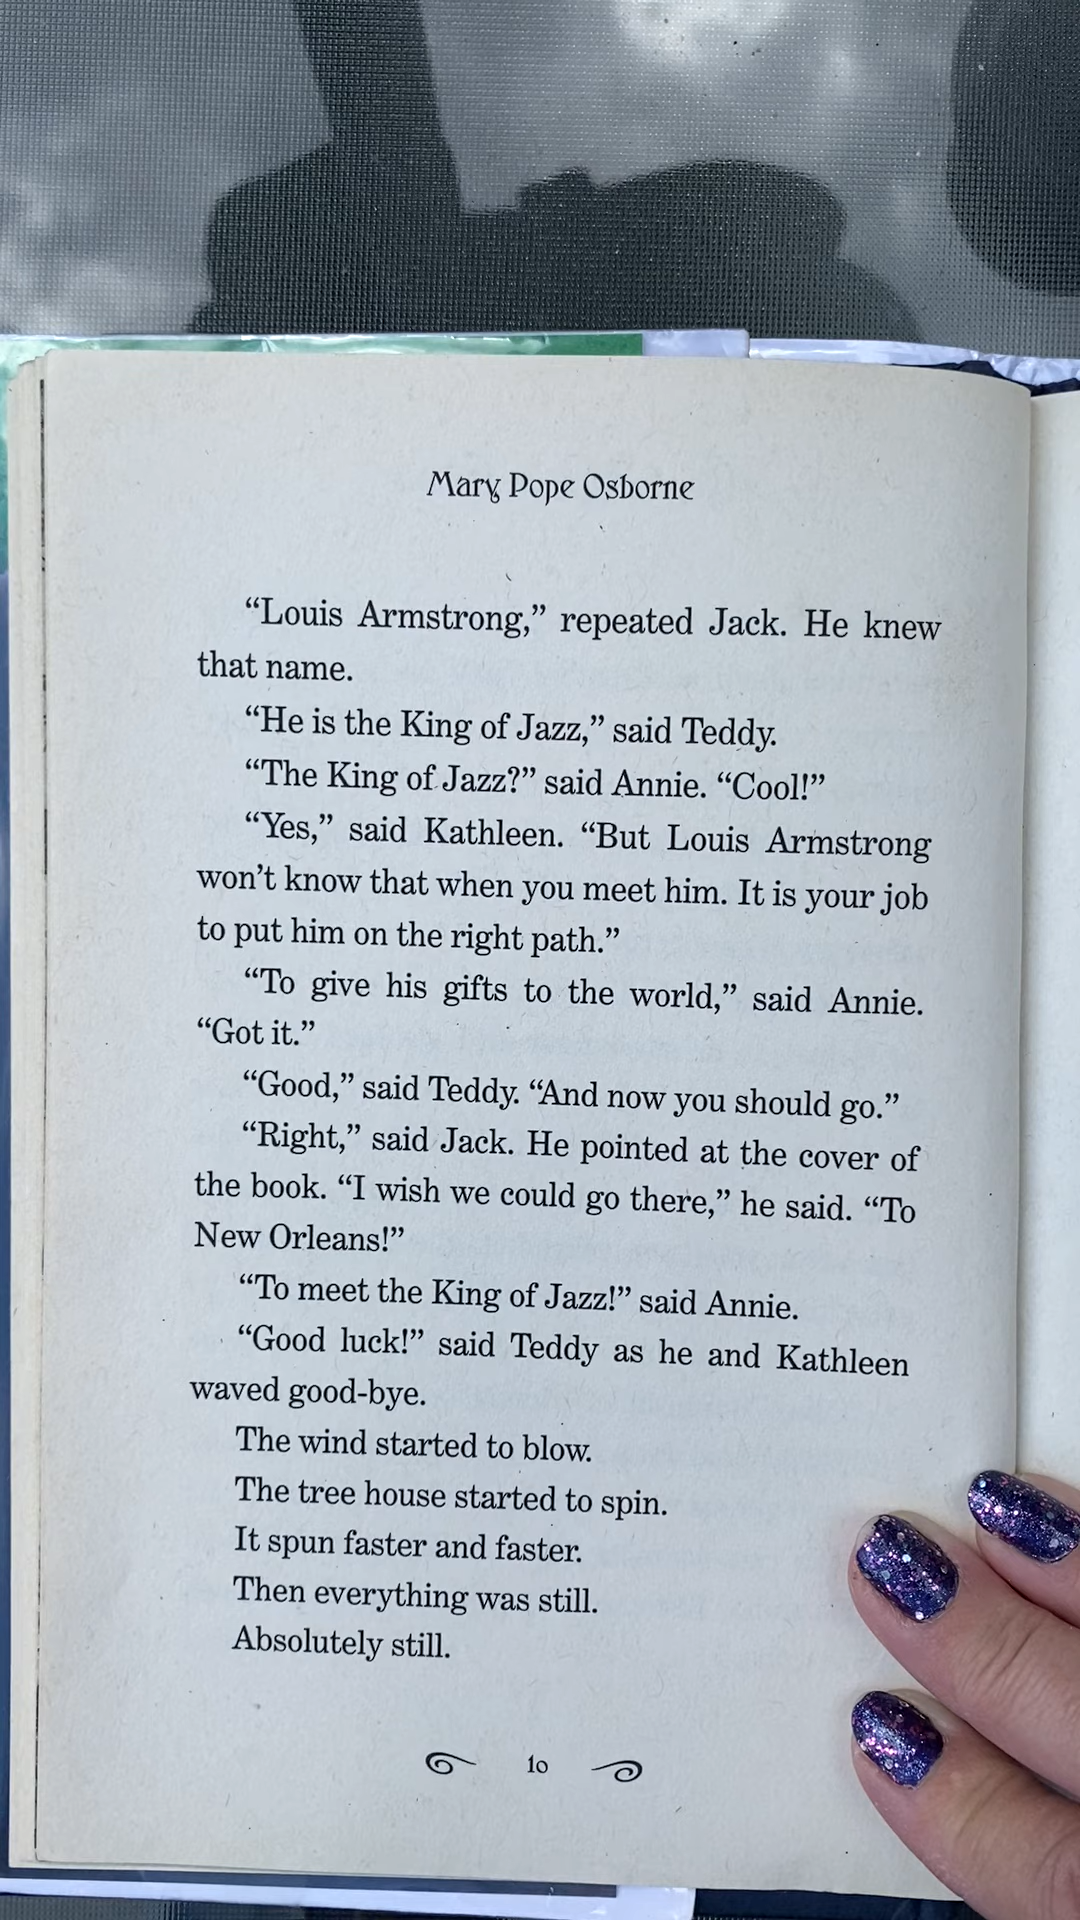 Mary Pope Osborne
“Louis Armstrong,” repeated Jack. He knew
that name.
“He is the King of Jazz,” said Teddy.
“The King of Jazz?” said Annie. “Cool!”
“Yes,” said Kathleen. “But Louis Armstrong
won’t know that when you meet him. It is your job
to put him on the right path.”
“To give his gifts to the world,” said Annie.
“Got it.”
“Good,” said Teddy. “And now you should go.”
“Right,” said Jack. He pointed at the cover of
the book. “I wish we could go there,” he said. “To
New Orleans!”
“To meet the King of Jazz!” said Annie.
“Good luck!” said Teddy as he and Kathleen
waved good-bye.
The wind started to blow.
The tree house started to spin.
It spun faster and faster.
Then everything was still.
Absolutely still.
10